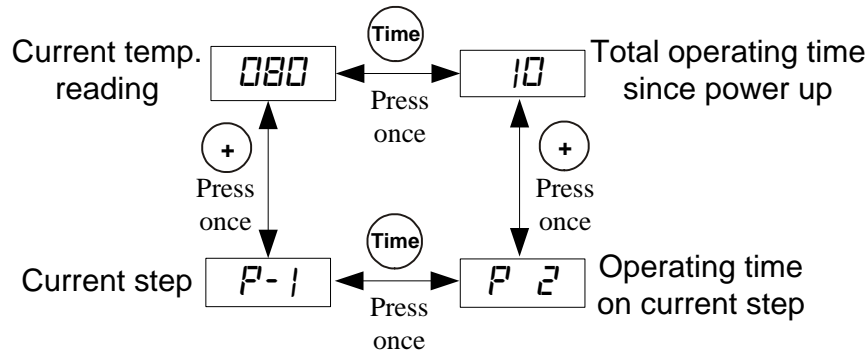 Current temp.
reading
080
Time
Press
once
10
Total operating time
since power up
+
Press
once
+
Press
once
Current step
P-1
Time
Press
once
P 2
Operating time
on current step